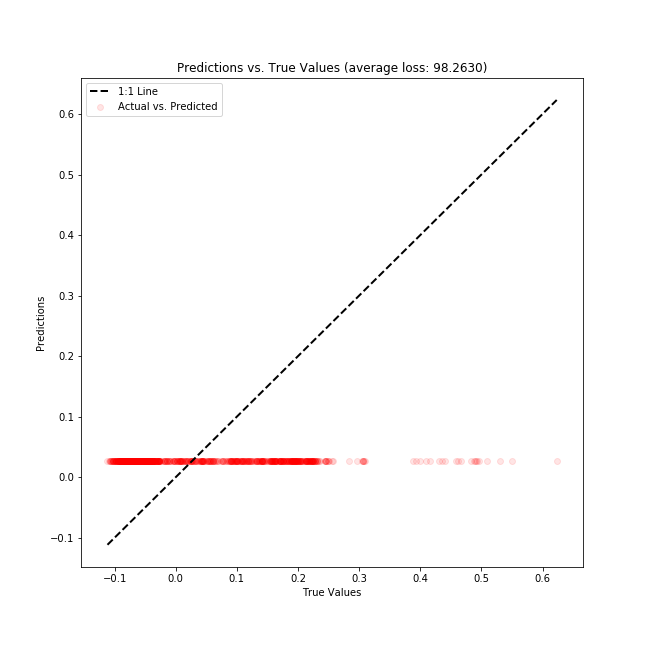 Predictions vs. True Values (average loss: 98.2630)
1:1 Line
Actual vs. Predicted
0.6
0.5
0.4
0.3
0.2
0.1
0.0
−0.1
Predictions
−0.1 0.0 0.1 0.2 0.3 0.4 0.5 0.6
True Values